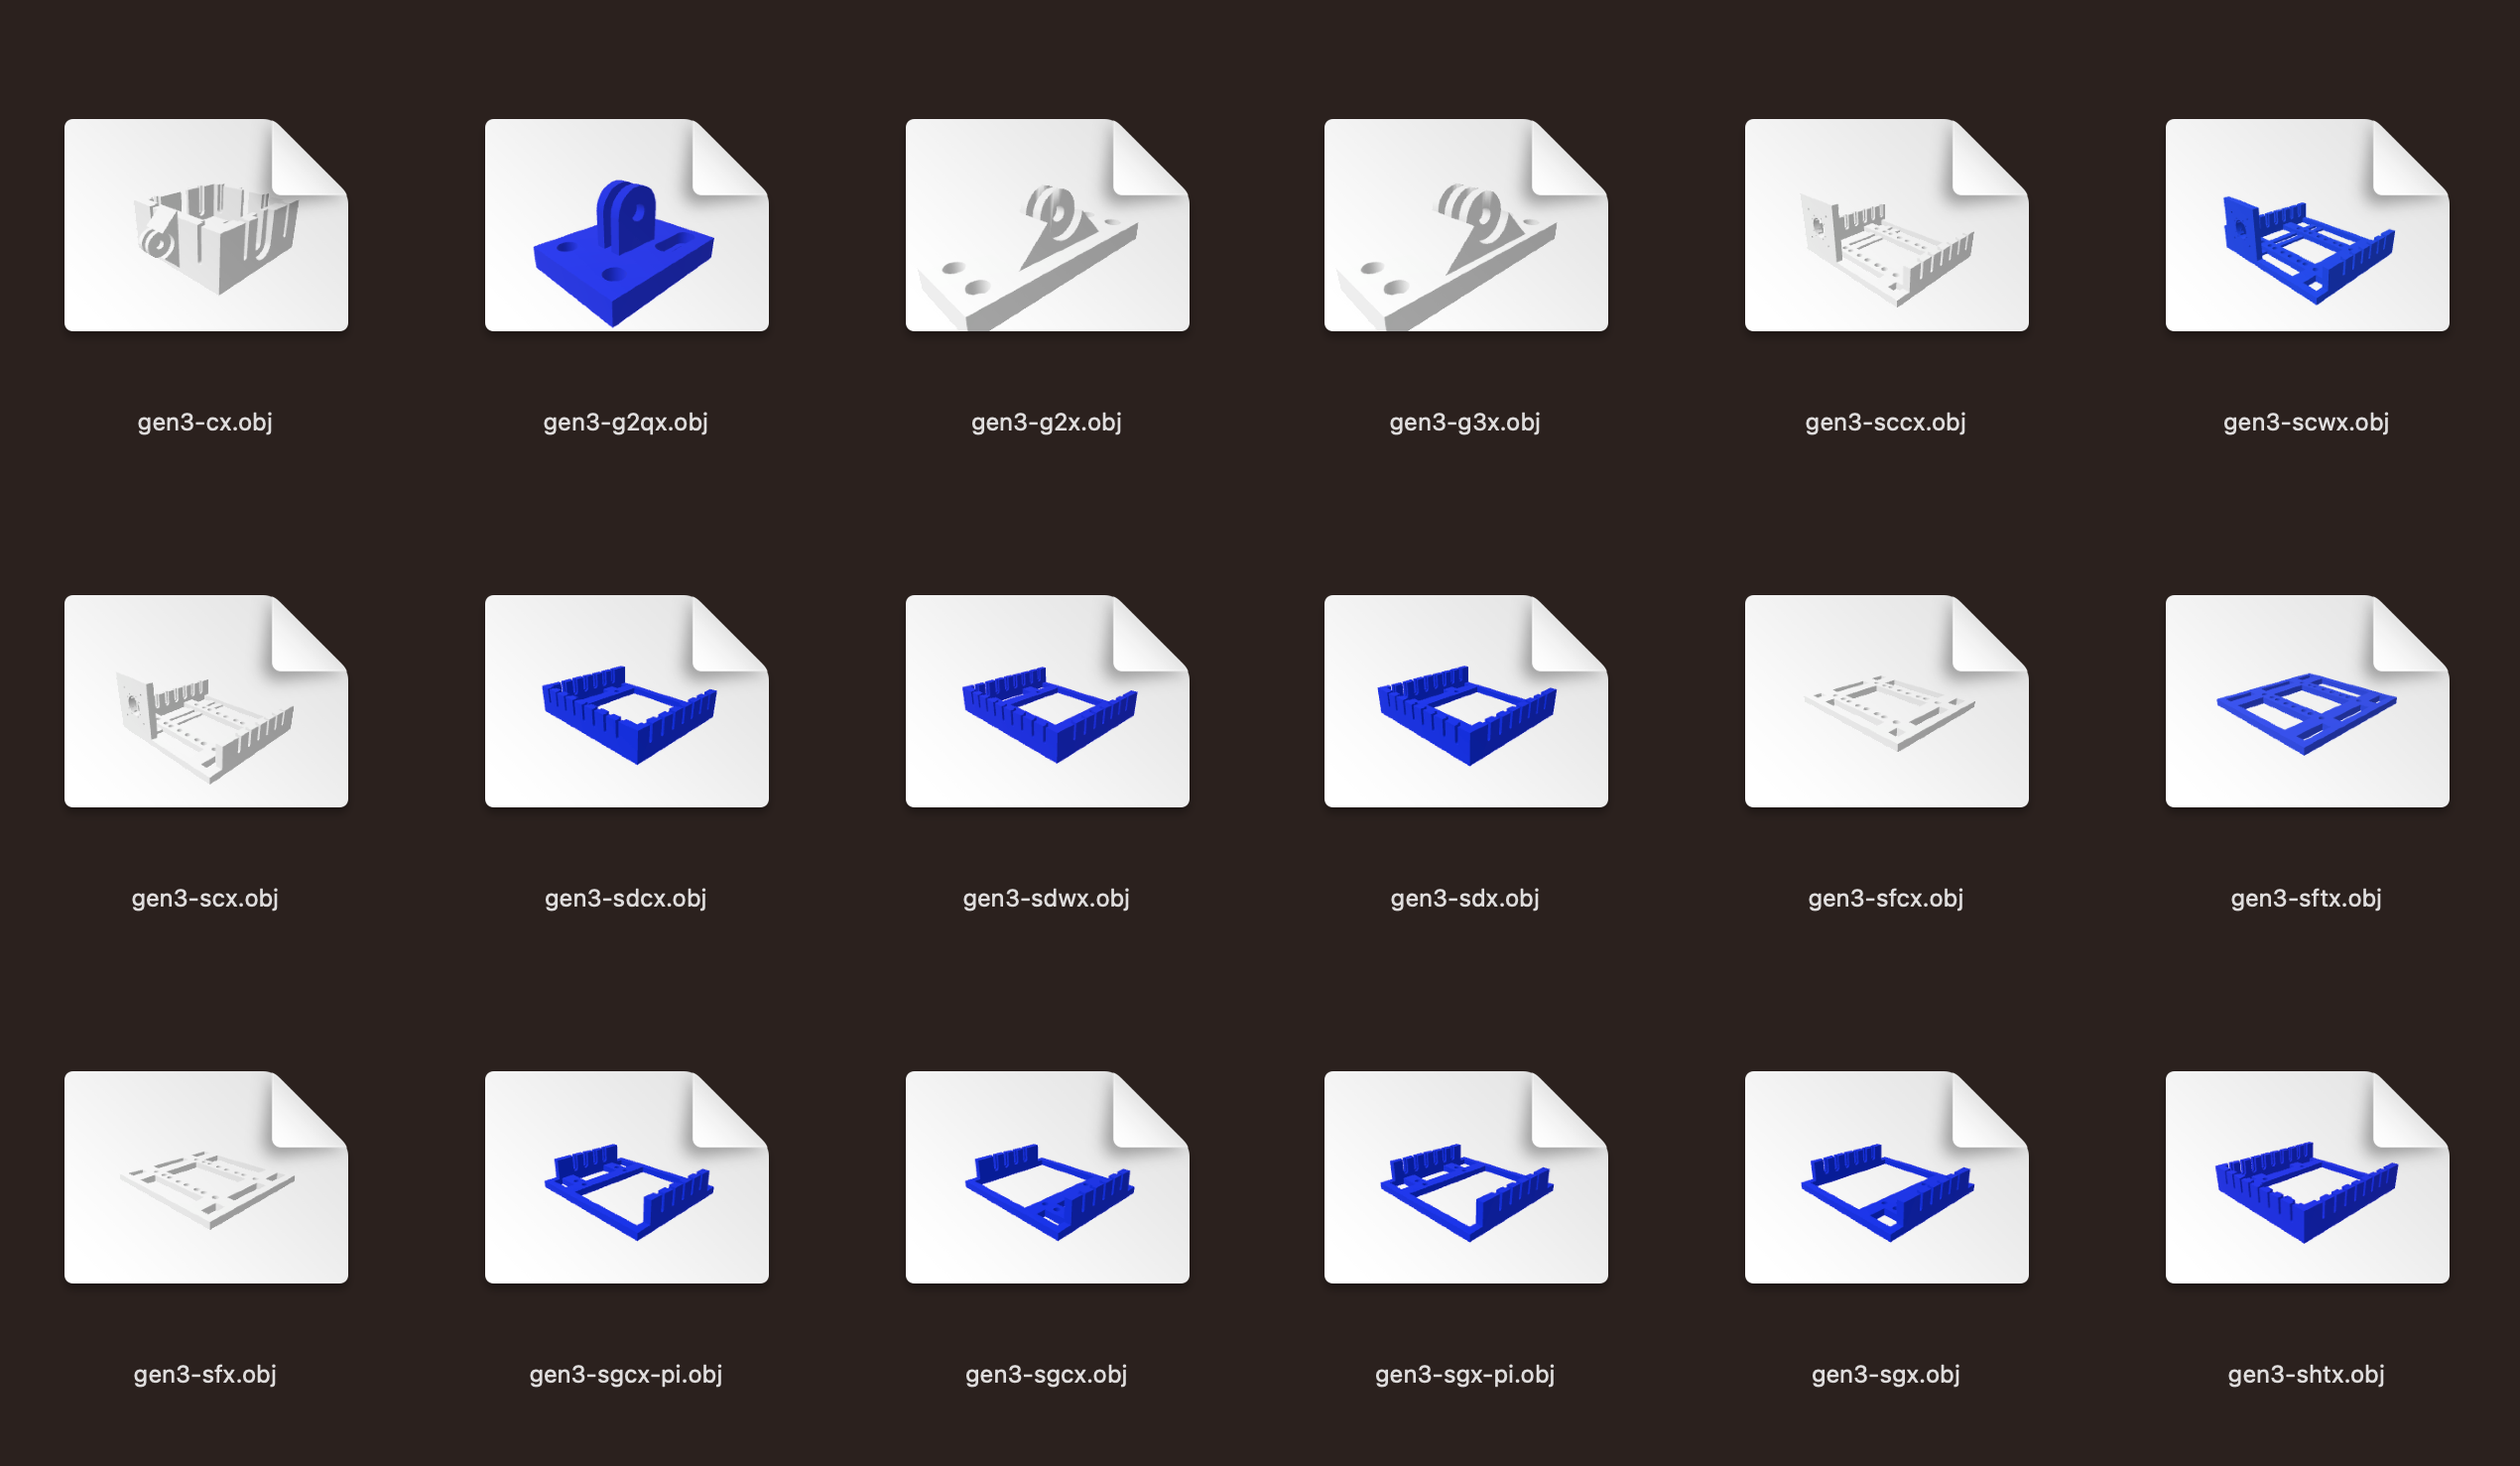 gen3-cx.obj
gen3-g2qx.obj
gen3-g2x.obj
gen3-g3x.obj
gen3-sccx.obj
gen3-scwx.obj
gen3-scx.obj
gen3-sdcx.obj
gen3-sdwx.obj
gen3-sdx.obj
gen3-sfcx.obj
gen3-sftx.obj
gen3-sfx.obj
gen3-sgcx-pi.obj
gen3-sgcx.obj
gen3-sgx-pi.obj
gen3-sgx.obj
gen3-shtx.obj